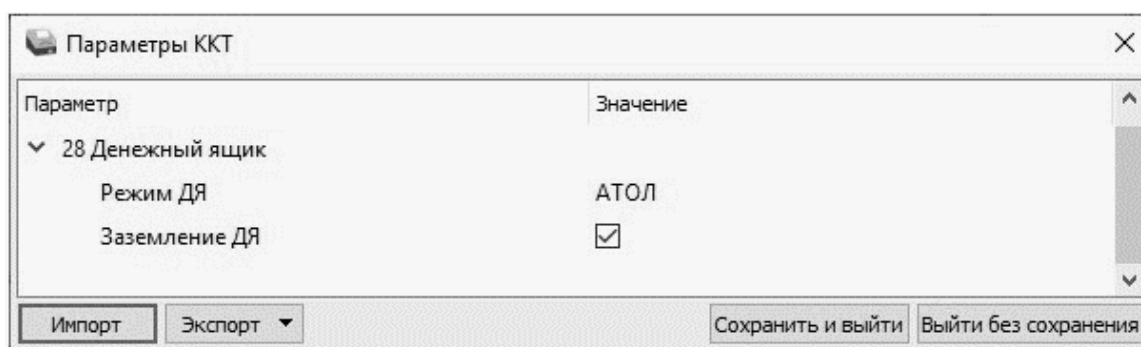 Параметры ККТ
Параметр Значение
28 Денежный ящик
Режим ДЯ АТОЛ
Заземление ДЯ
Импорт Экспорт Сохранить и выйти Выйти без сохранения